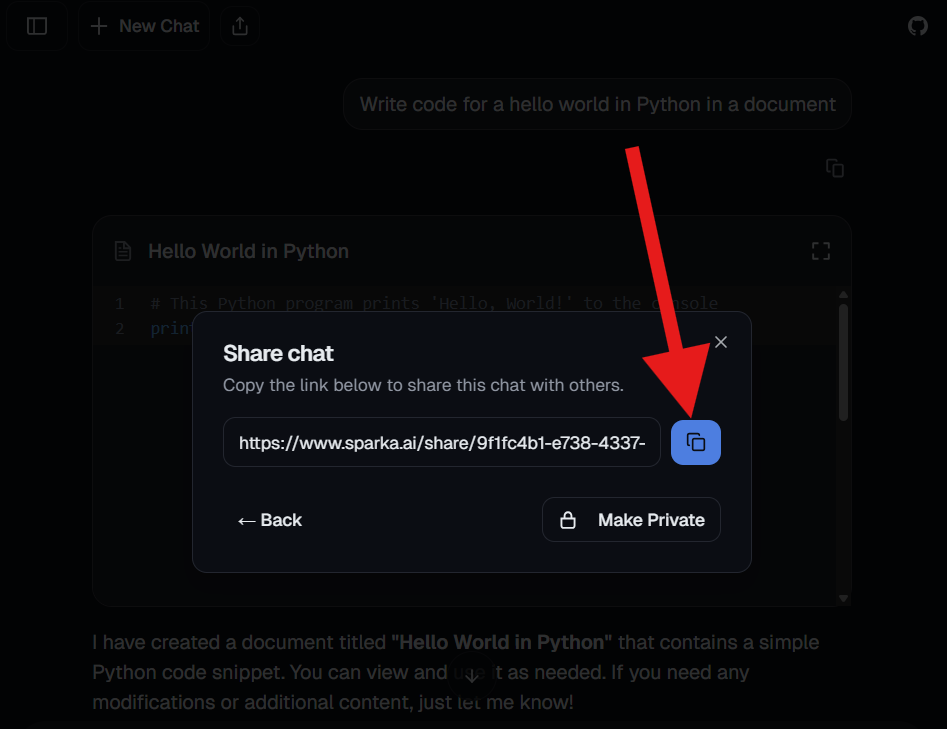 New Chat
Write code for a hello world in Python in a document
Hello World in Python
1 # This Python program prints 'Hello, World!' to the console
2 prin
Share chat
Copy the link below to share this chat with others.
https://www.sparka.ai/share/9f1fc4b1-e738-4337-
← Back
Make Private
I have created a document titled "Hello World in Python" that contains a simple
Python code snippet. You can view and use it as needed. If you need any
modifications or additional content, just let me know!